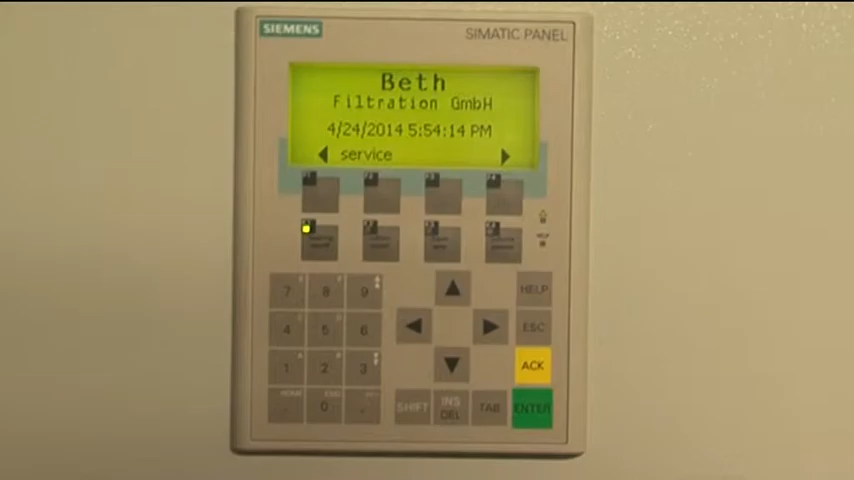 SIEMENS
SIMATIC PANEL
Beth
Filtration GmbH
4/24/2014 5:54:14 PM
service
7 8 9 HELP
4 5 6 ESC
1 2 3 ACK
0 SHIFT INS DEL TAB ENTER